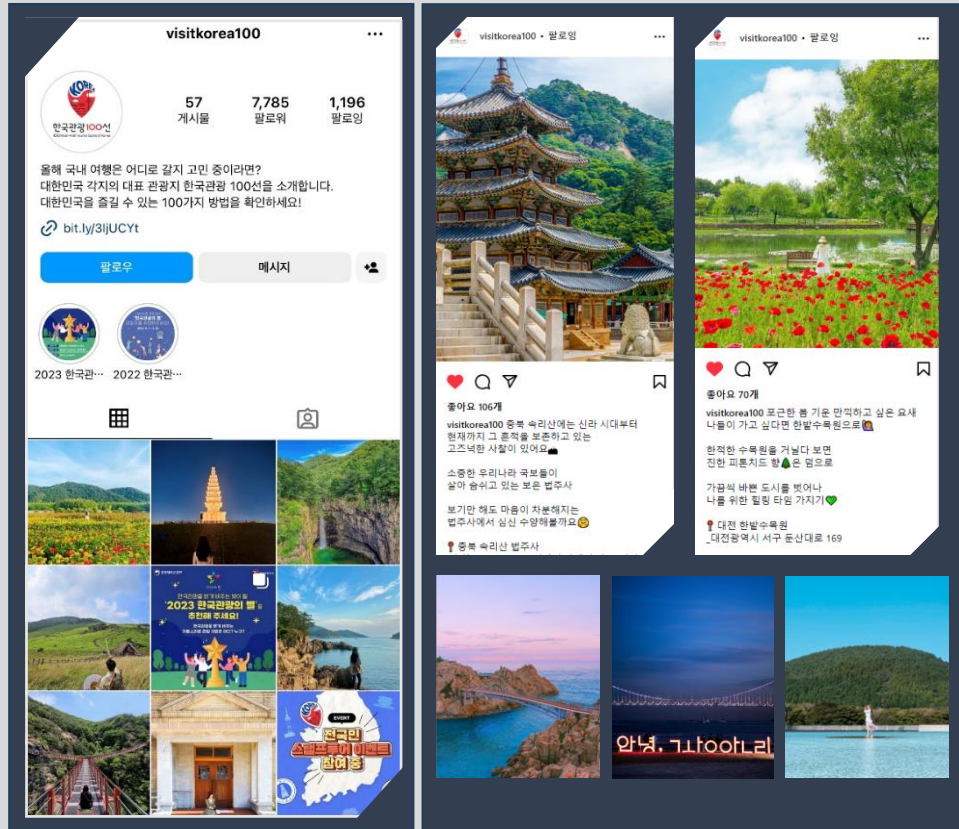 visitkorea100
KOREA
한국관광100선
57
게시물
7,785
팔로워
1,196
팔로잉
올해 국내 여행은 어디로 갈지 고민 중이라면?
대한민국 각지의 대표 관광지 한국관광 100선을 소개합니다.
대한민국을 즐길 수 있는 100가지 방법을 확인하세요!
bit.ly/3IjUCYt
팔로우
메시지
2023 한국관…
2022 한국관…
'2023 한국관광의 별'을
추천해 주세요!
EVENT
전국민
스탬프투어 이벤트
참여 중
visitkorea100 • 팔로잉
좋아요 106개
visitkorea100 충북 속리산에는 신라 시대부터
현재까지 그 흔적을 보존하고 있는
고즈넉한 사찰이 있어요
소중한 우리나라 국보들이
살아 숨쉬고 있는 보은 법주사
보기만 해도 마음이 차분해지는
법주사에서 심신 수양해볼까요
충북 속리산 법주사
visitkorea100 • 팔로잉
좋아요 70개
visitkorea100 포근한 봄 기운 만끽하고 싶은 요새
나들이 가고 싶다면 한밭수목원으로
한적한 수목원을 거닐다 보면
진한 피톤치드 향은 덤으로
가끔씩 바쁜 도시를 벗어나
나를 위한 힐링 타임 가지기
대전 한밭수목원
_대전광역시 서구 둔산대로 169
안녕, ㄱㅘㅇㅇㅏㄴㄹㅣ